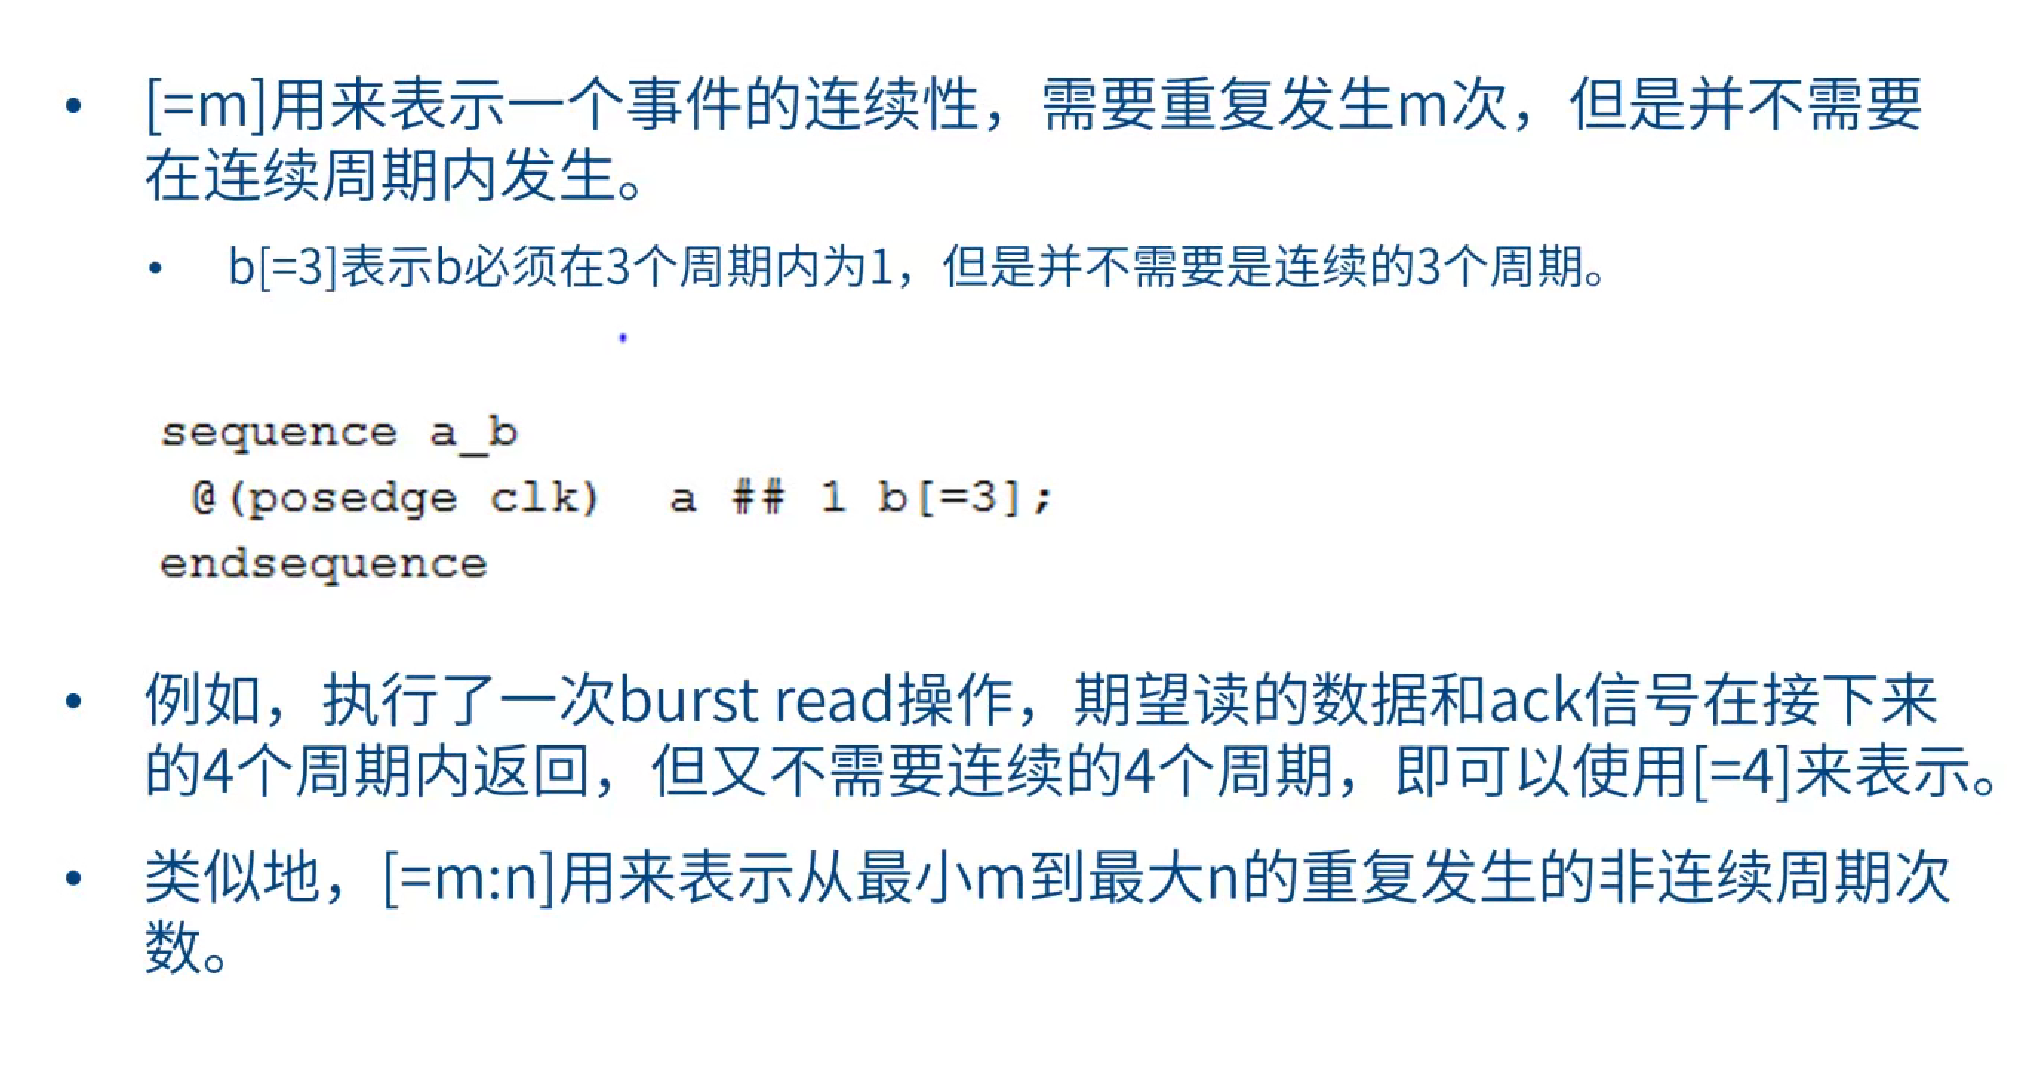 • [=m]用来表示一个事件的连续性，需要重复发生m次，但是并不需要
在连续周期内发生。
• b[=3]表示b必须在3个周期内为1，但是并不需要是连续的3个周期。
sequence a_b
@(posedge clk)  a ## 1 b[=3];
endsequence
• 例如，执行了一次burst read操作，期望读的数据和ack信号在接下来
的4个周期内返回，但又不需要连续的4个周期，即可以使用[=4]来表示。
• 类似地，[=m:n]用来表示从最小m到最大n的重复发生的非连续周期次
数。